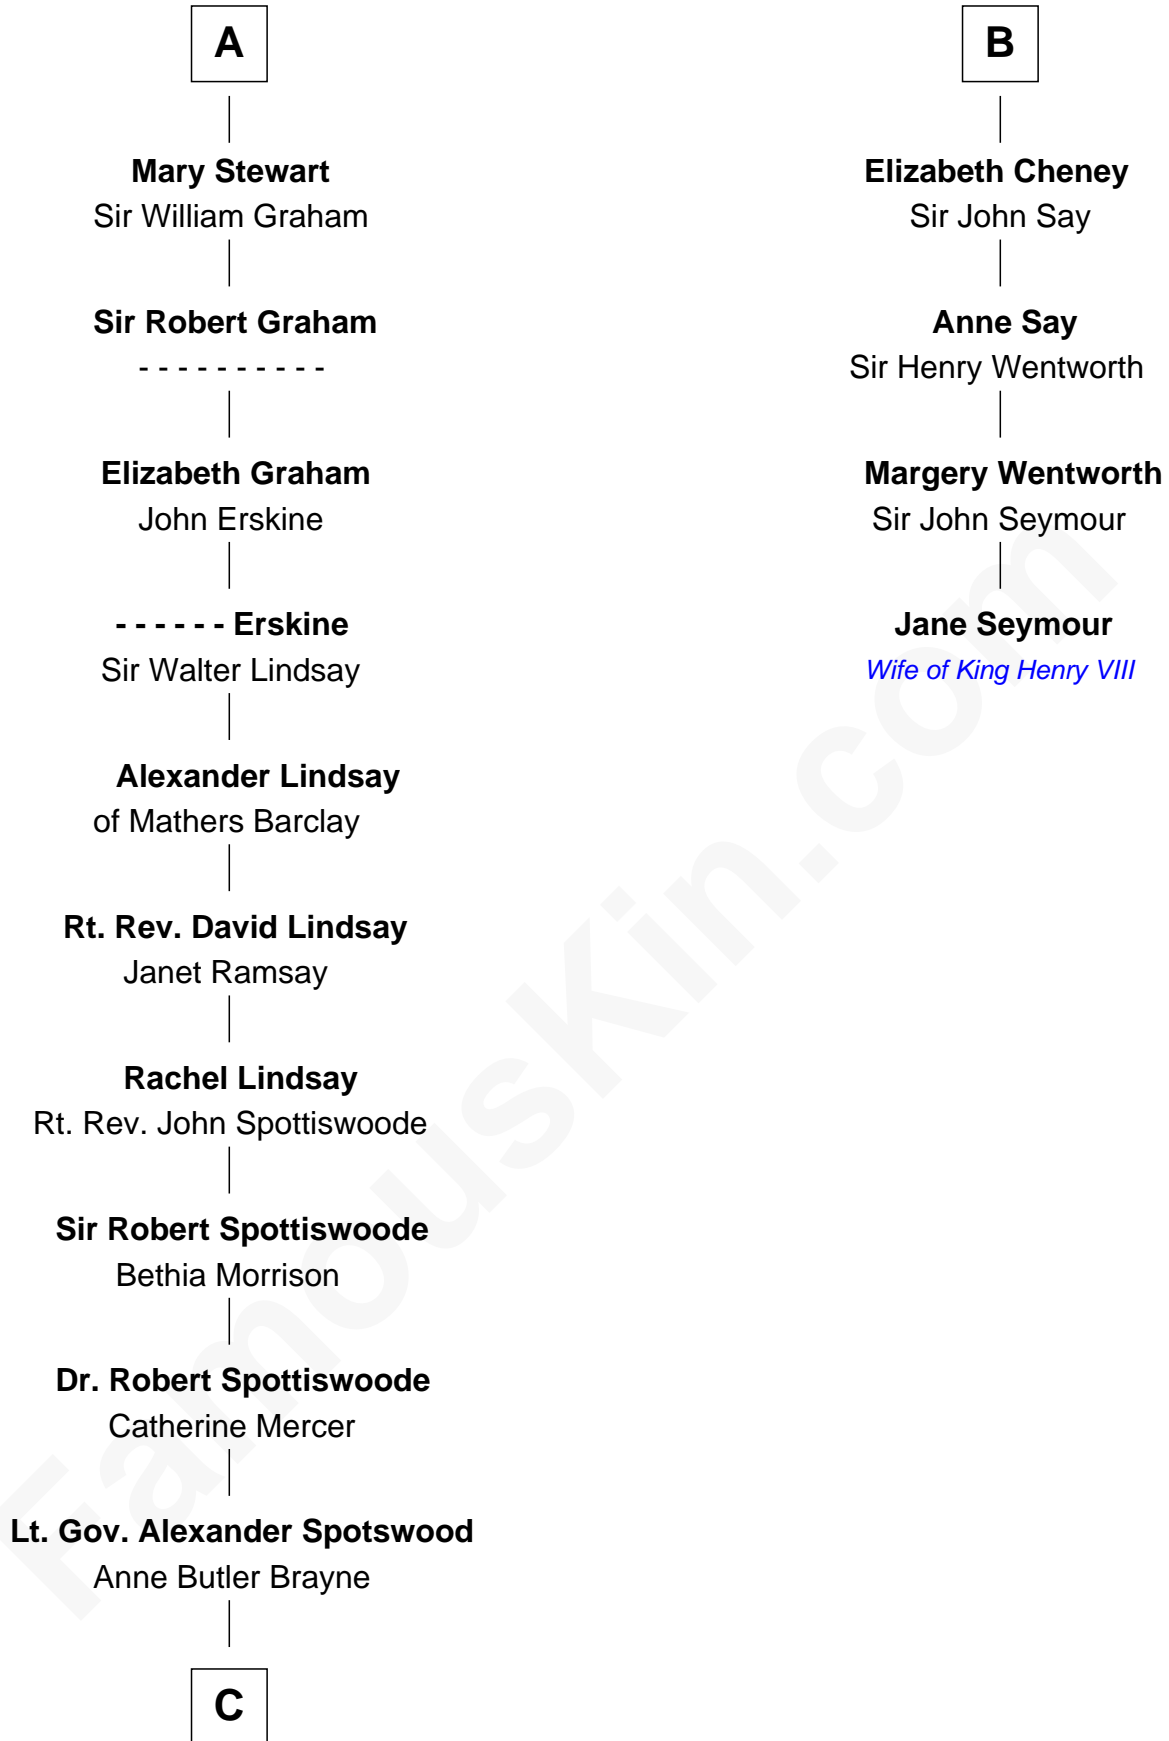 A
Mary Stewart
Sir William Graham
Sir Robert Graham
- - - - - - - - - -
Elizabeth Graham
John Erskine
- - - - - - Erskine
Sir Walter Lindsay
Alexander Lindsay
of Mathers Barclay
Rt. Rev. David Lindsay
Janet Ramsay
Rachel Lindsay
Rt. Rev. John Spottiswoode
Sir Robert Spottiswoode
Bethia Morrison
Dr. Robert Spottiswoode
Catherine Mercer
Lt. Gov. Alexander Spotswood
Anne Butler Brayne
C
B
Elizabeth Cheney
Sir John Say
Anne Say
Sir Henry Wentworth
Margery Wentworth
Sir John Seymour
Jane Seymour
Wife of King Henry VIII
FamousKin.com